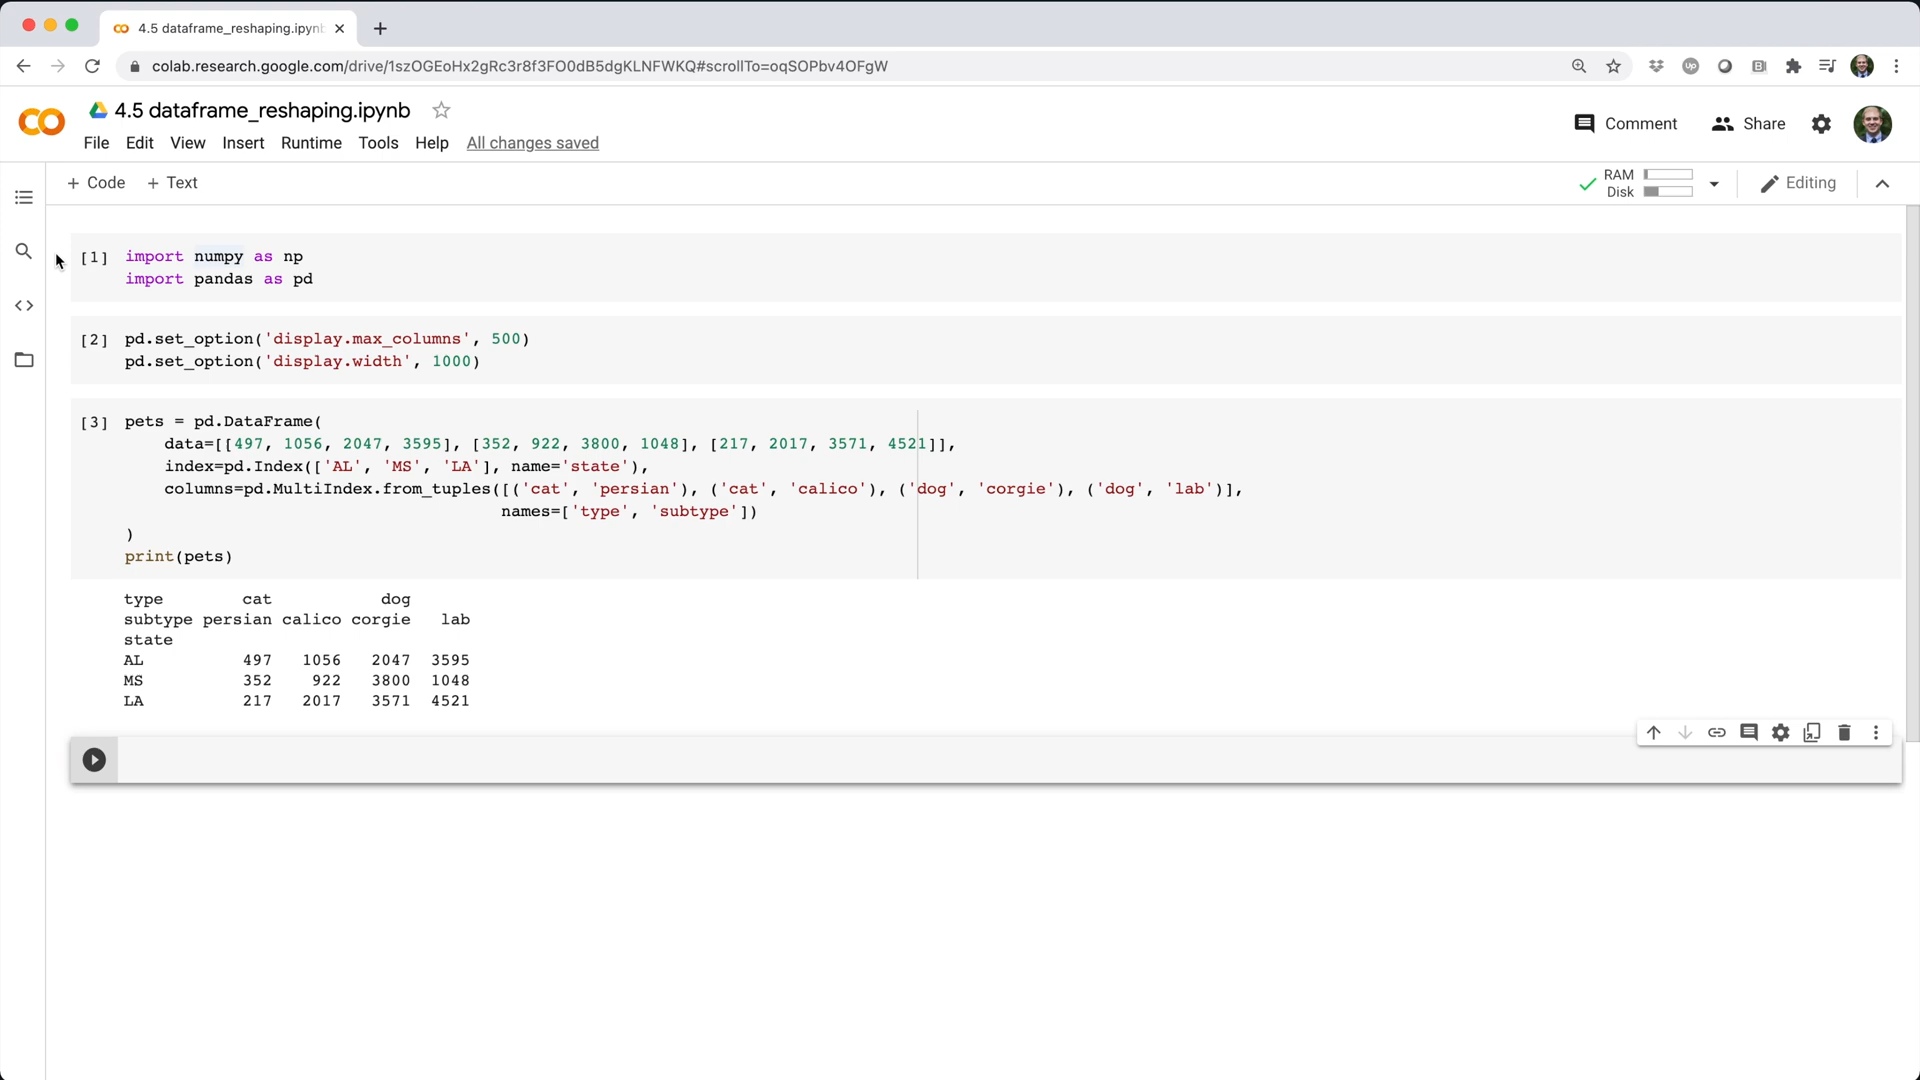 4.5 dataframe_reshaping.ipynb
colab.research.google.com/drive/1szOGEoHx2gRc3r8f3FO0dB5dgKLNFWKQ#scrollTo=oqSOPbv4OFgW
4.5 dataframe_reshaping.ipynb
Comment Share
File Edit View Insert Runtime Tools Help All changes saved
+ Code + Text
RAM
Disk
Editing
[1] import numpy as np
import pandas as pd
[2] pd.set_option('display.max_columns', 500)
pd.set_option('display.width', 1000)
[3] pets = pd.DataFrame(
data=[[497, 1056, 2047, 3595], [352, 922, 3800, 1048], [217, 2017, 3571, 4521]],
index=pd.Index(['AL', 'MS', 'LA'], name='state'),
columns=pd.MultiIndex.from_tuples([('cat', 'persian'), ('cat', 'calico'), ('dog', 'corgie'), ('dog', 'lab')],
names=['type', 'subtype'])
)
print(pets)
type cat dog
subtype persian calico corgie lab
state
AL 497 1056 2047 3595
MS 352 922 3800 1048
LA 217 2017 3571 4521